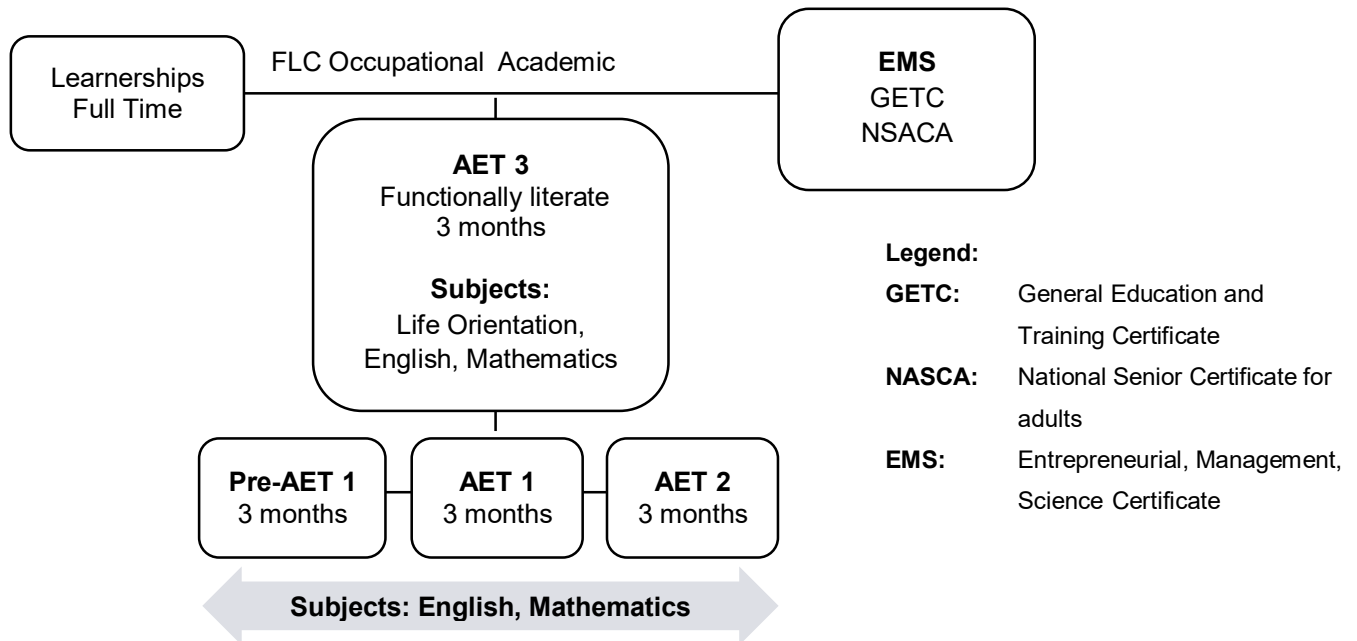 Learnerships
Full Time
FLC Occupational Academic
EMS
GETC
NSACA
AET 3
Functionally literate
3 months
Subjects:
Life Orientation,
English, Mathematics
Legend:
GETC: General Education and
Training Certificate
NASCA: National Senior Certificate for
adults
EMS: Entrepreneurial, Management,
Science Certificate
Pre-AET 1
3 months
AET 1
3 months
AET 2
3 months
Subjects: English, Mathematics